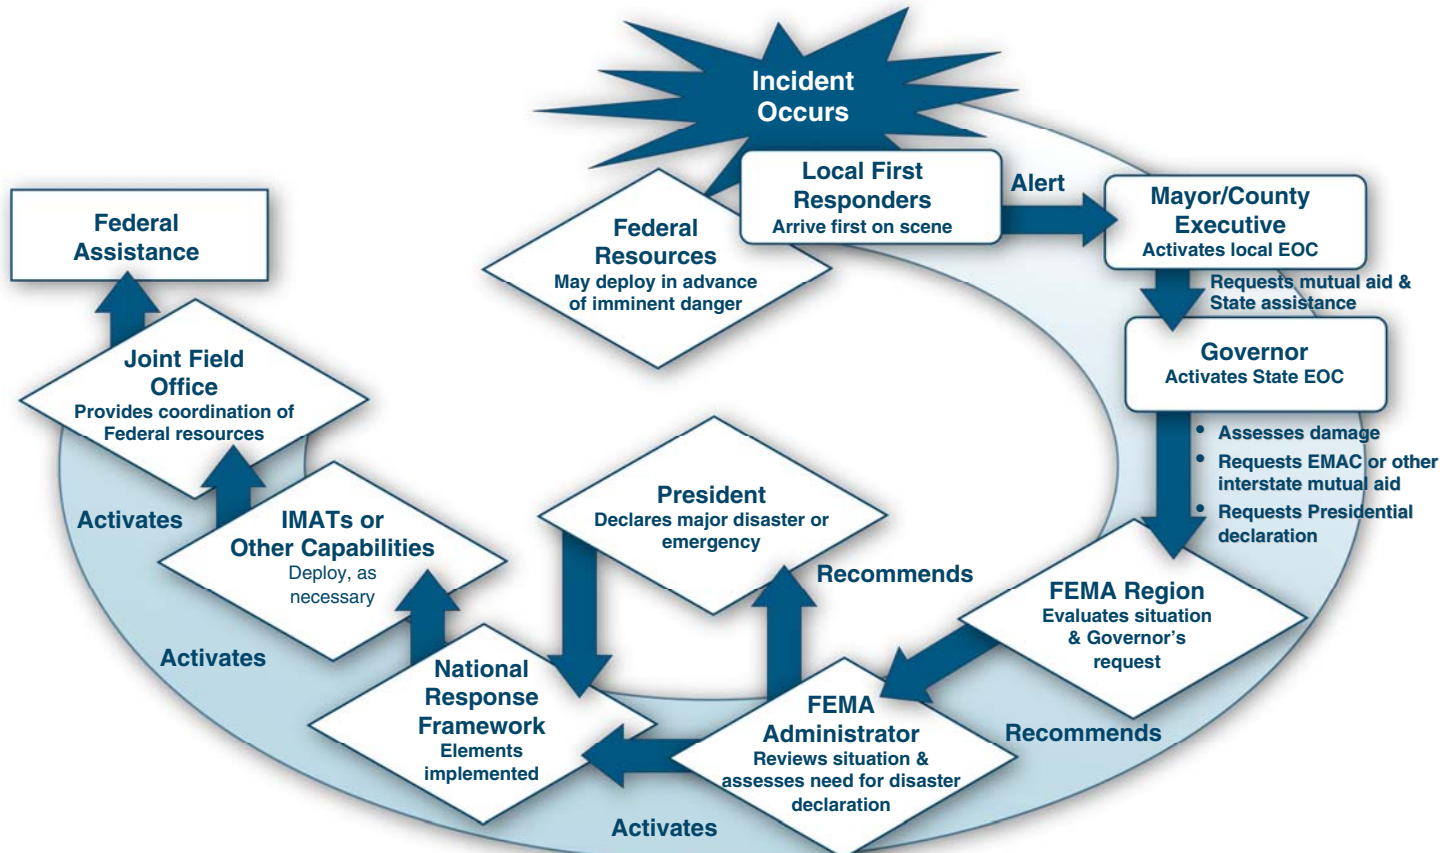 Incident
Occurs
Local First
Responders
Arrive first on scene
Alert
Mayor/County
Executive
Activates local EOC
Requests mutual aid &
State assistance
Governor
Activates State EOC
• Assesses damage
• Requests EMAC or other
interstate mutual aid
• Requests Presidential
declaration
Federal
Resources
May deploy in advance
of imminent danger
FEMA Region
Evaluates situation
& Governor's
request
Recommends
FEMA
Administrator
Reviews situation &
assesses need for disaster
declaration
Recommends
President
Declares major disaster or
emergency
Activates
National
Response
Framework
Elements
implemented
Activates
IMATs or
Other Capabilities
Deploy, as
necessary
Activates
Joint Field
Office
Provides coordination of
Federal resources
Federal
Assistance